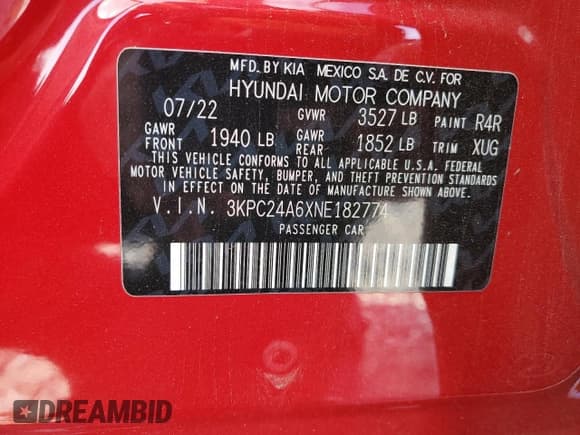 MFD. BY KIA MEXICO S.A. DE C.V. FOR
HYUNDAI MOTOR COMPANY
07/22 GVWR 3527 LB PAINT R4R
GAWR FRONT 1940 LB GAWR REAR 1852 LB TRIM XUG
THIS VEHICLE CONFORMS TO ALL APPLICABLE U.S.A. FEDERAL
MOTOR VEHICLE SAFETY, BUMPER, AND THEFT PREVENTION STANDARDS
IN EFFECT ON THE DATE OF MANUFACTURE SHOWN ABOVE.
V.I.N. 3KPC24A6XNE182774
PASSENGER CAR
DREAMBID